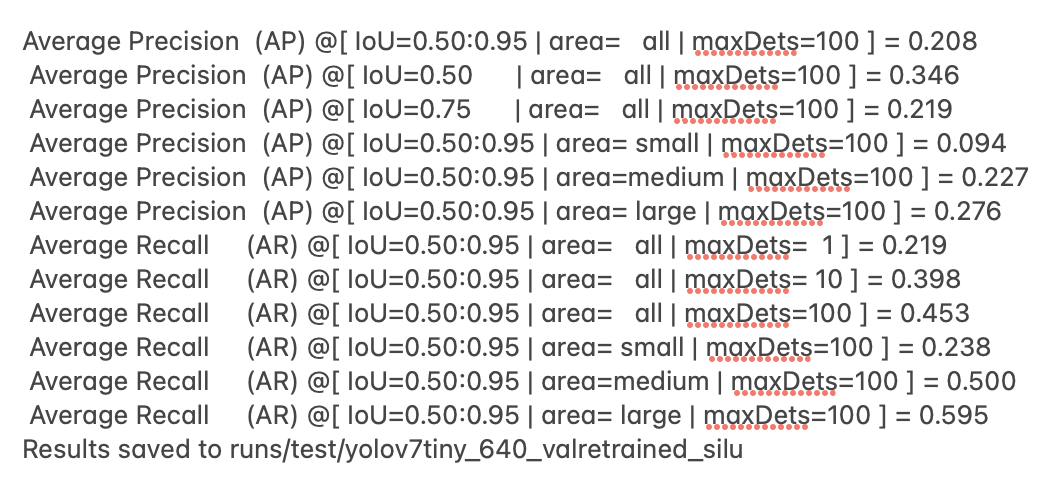 Average Precision  (AP) @[ IoU=0.50:0.95 | area=   all | maxDets=100 ] = 0.208
 Average Precision  (AP) @[ IoU=0.50      | area=   all | maxDets=100 ] = 0.346
 Average Precision  (AP) @[ IoU=0.75      | area=   all | maxDets=100 ] = 0.219
 Average Precision  (AP) @[ IoU=0.50:0.95 | area= small | maxDets=100 ] = 0.094
 Average Precision  (AP) @[ IoU=0.50:0.95 | area=medium | maxDets=100 ] = 0.227
 Average Precision  (AP) @[ IoU=0.50:0.95 | area= large | maxDets=100 ] = 0.276
 Average Recall     (AR) @[ IoU=0.50:0.95 | area=   all | maxDets=  1 ] = 0.219
 Average Recall     (AR) @[ IoU=0.50:0.95 | area=   all | maxDets= 10 ] = 0.398
 Average Recall     (AR) @[ IoU=0.50:0.95 | area=   all | maxDets=100 ] = 0.453
 Average Recall     (AR) @[ IoU=0.50:0.95 | area= small | maxDets=100 ] = 0.238
 Average Recall     (AR) @[ IoU=0.50:0.95 | area=medium | maxDets=100 ] = 0.500
 Average Recall     (AR) @[ IoU=0.50:0.95 | area= large | maxDets=100 ] = 0.595
Results saved to runs/test/yolov7tiny_640_valretrained_silu